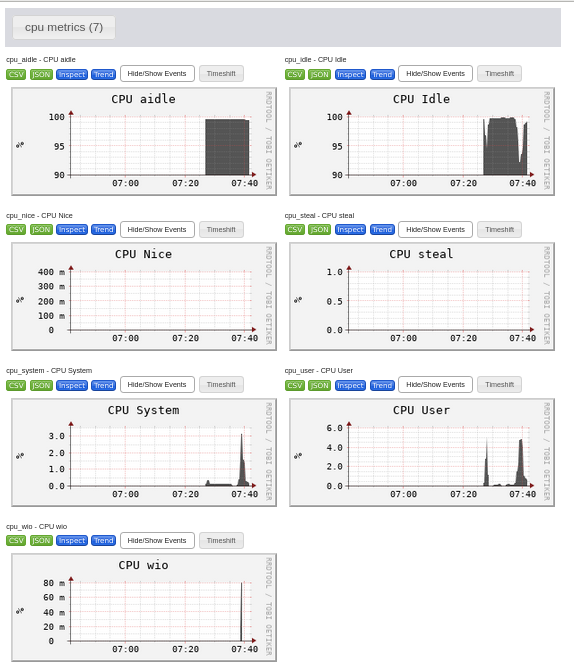 cpu metrics (7)
cpu_aidle - CPU aidle
CSV JSON Inspect Trend Hide/Show Events Timeshift
CPU aidle
100
95
90
%
07:00 07:20 07:40
RRDTOOL / TOBI OETIKER
cpu_idle - CPU Idle
CSV JSON Inspect Trend Hide/Show Events Timeshift
CPU Idle
100
95
90
%
07:00 07:20 07:40
RRDTOOL / TOBI OETIKER
cpu_nice - CPU Nice
CSV JSON Inspect Trend Hide/Show Events Timeshift
CPU Nice
400 m
300 m
200 m
100 m
0
%
07:00 07:20 07:40
RRDTOOL / TOBI OETIKER
cpu_steal - CPU steal
CSV JSON Inspect Trend Hide/Show Events Timeshift
CPU steal
1.0
0.5
0.0
%
07:00 07:20 07:40
RRDTOOL / TOBI OETIKER
cpu_system - CPU System
CSV JSON Inspect Trend Hide/Show Events Timeshift
CPU System
3.0
2.0
1.0
0.0
%
07:00 07:20 07:40
RRDTOOL / TOBI OETIKER
cpu_user - CPU User
CSV JSON Inspect Trend Hide/Show Events Timeshift
CPU User
6.0
4.0
2.0
0.0
%
07:00 07:20 07:40
RRDTOOL / TOBI OETIKER
cpu_wio - CPU wio
CSV JSON Inspect Trend Hide/Show Events Timeshift
CPU wio
80 m
60 m
40 m
20 m
0
%
07:00 07:20 07:40
RRDTOOL / TOBI OETIKER